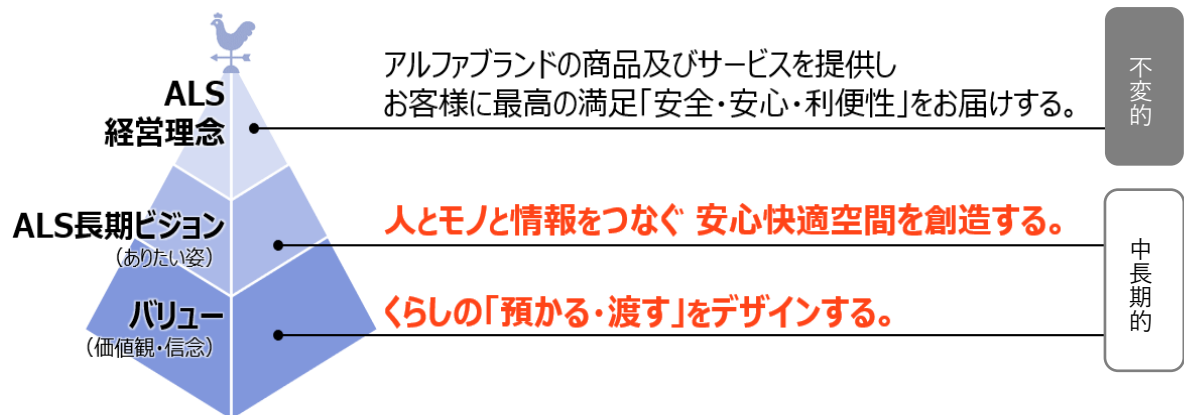 ALS
経営理念
アルファブランドの商品及びサービスを提供し
お客様に最高の満足「安全・安心・利便性」をお届けする。
不変的
ALS長期ビジョン
（ありたい姿）
人とモノと情報をつなぐ 安心快適空間を創造する。
バリュー
（価値観・信念）
くらしの「預かる・渡す」をデザインする。
中長期的